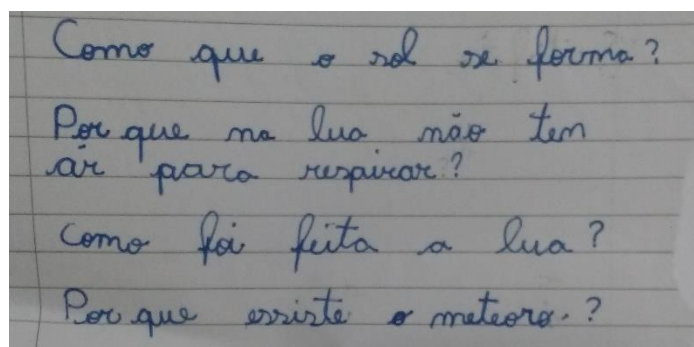 Como que o sol se forma?
Por que na lua não tem
ar para respirar?
Como foi feita a lua?
Por que essiste o meteoro.?